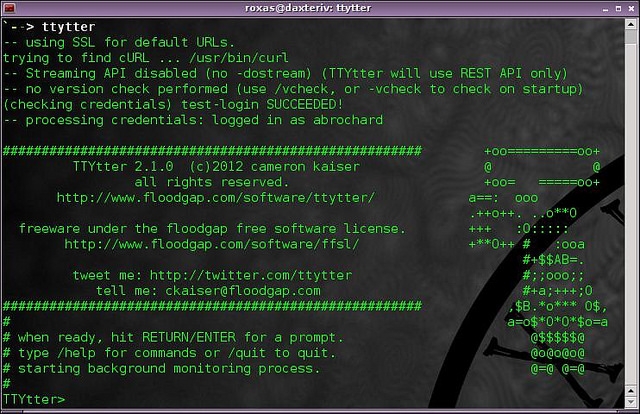 roxas@daxteriv: ttytter
`--> ttytter
-- using SSL for default URLs.
trying to find cURL ... /usr/bin/curl
-- Streaming API disabled (no -dostream) (TTYtter will use REST API only)
-- no version check performed (use /vcheck, or -vcheck to check on startup)
(checking credentials) test-login SUCCEEDED!
-- processing credentials: logged in as abrochard
###################################################### +oo=========oo+
TTYtter 2.1.0 (c)2012 cameron kaiser @ @
all rights reserved. +oo= =====oo+
http://www.floodgap.com/software/ttytter/ a==: ooo
.++o++. ..o**O
freeware under the floodgap free software license. +++ :O:::::
http://www.floodgap.com/software/ffsl/ +**O++ # :ooa
#+$$AB=.
tweet me: http://twitter.com/ttytter #;;ooo;;
tell me: ckaiser@floodgap.com #+a;+++;O
###################################################### ,$B.*o*** O$,
# a=o$*O*O*$o=a
# when ready, hit RETURN/ENTER for a prompt. @$$$$$@
# type /help for commands or /quit to quit. @o@o@o@
# starting background monitoring process. @=@ @=@
#
TTYtter>